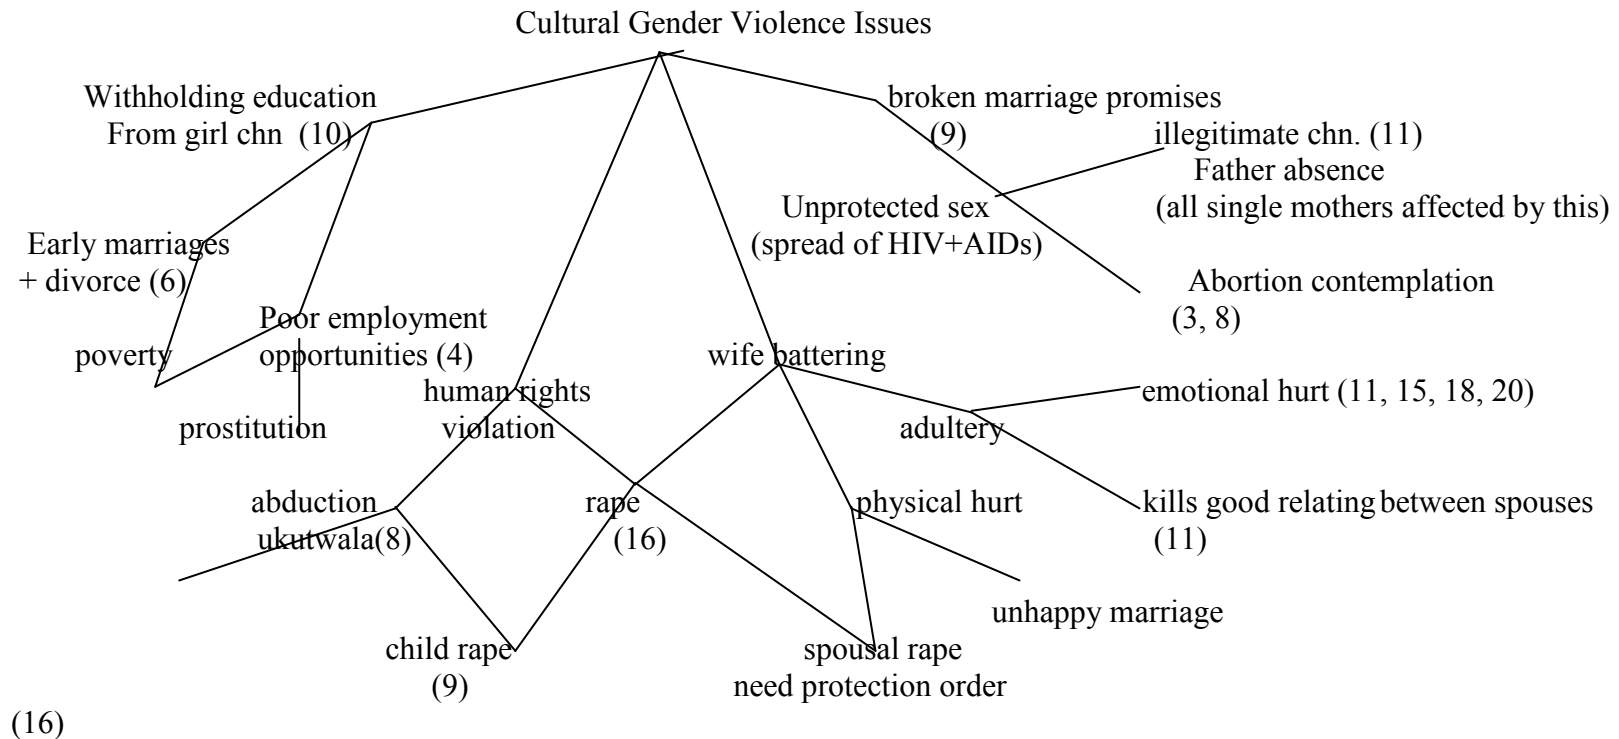 Cultural Gender Violence Issues
Withholding education
From girl chn (10)
broken marriage promises
(9)
illegitimate chn. (11)
Father absence
(all single mothers affected by this)
Unprotected sex
(spread of HIV+AIDs)
Early marriages
+ divorce (6)
Abortion contemplation
(3, 8)
Poor employment
opportunities (4)
poverty
wife battering
human rights
violation
emotional hurt (11, 15, 18, 20)
prostitution
adultery
abduction
ukutwala(8)
rape
(16)
physical hurt
kills good relating between spouses
(11)
unhappy marriage
child rape
(9)
spousal rape
need protection order
(16)